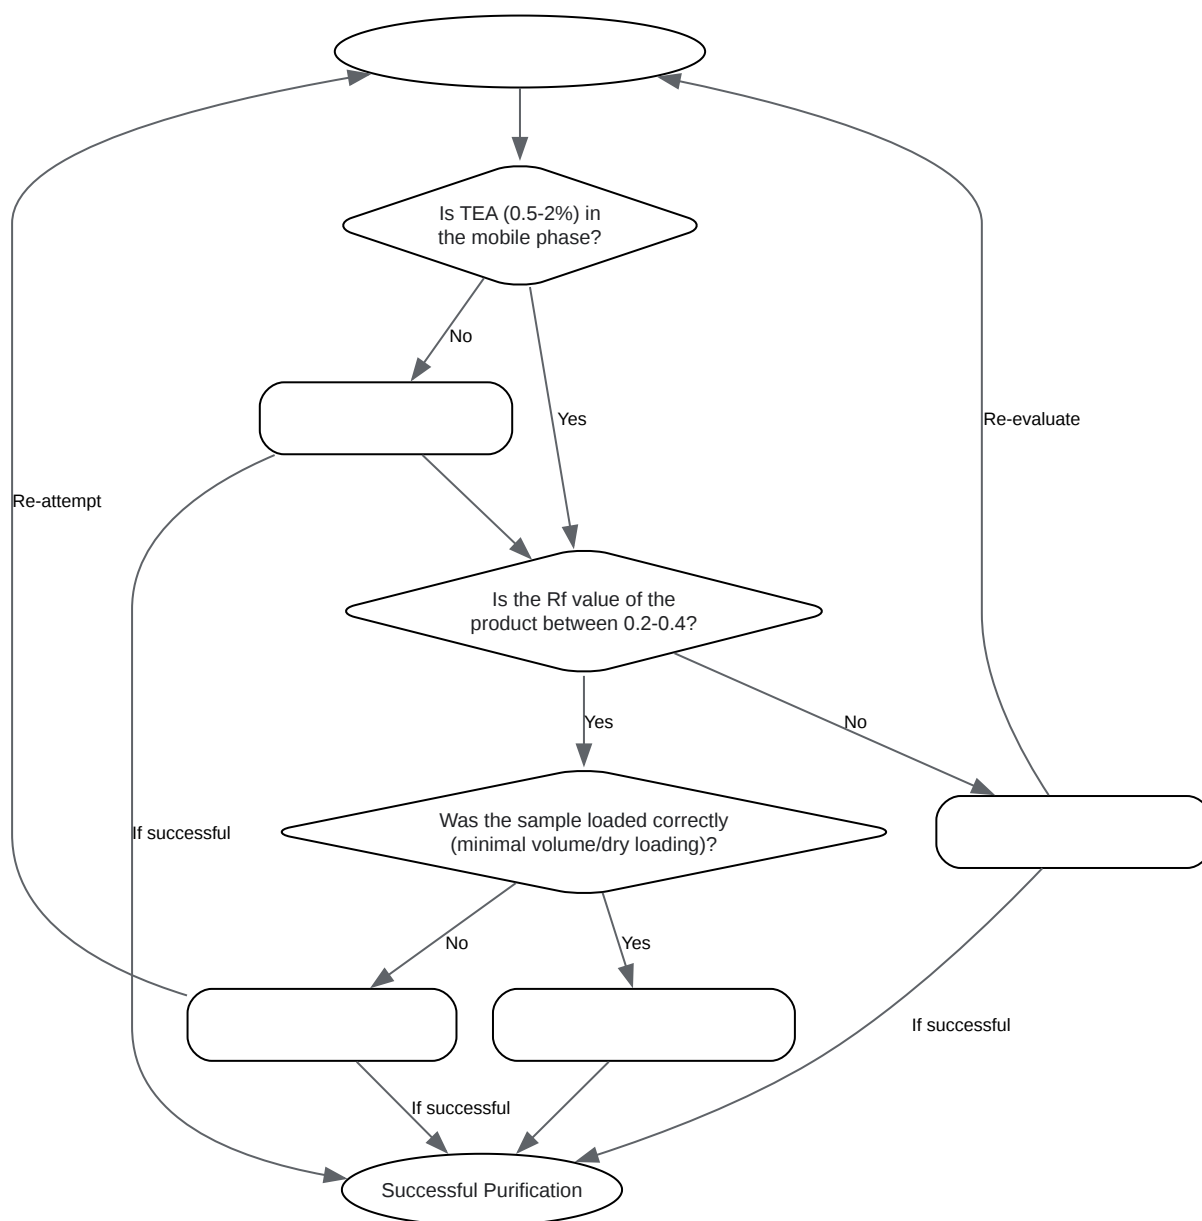 Is TEA (0.5-2%) in
the mobile phase?
No
Yes
Re-evaluate
Re-attempt
Is the Rf value of the
product between 0.2-0.4?
Yes
No
Was the sample loaded correctly
(minimal volume/dry loading)?
If successful
No
Yes
If successful
If successful
Successful Purification